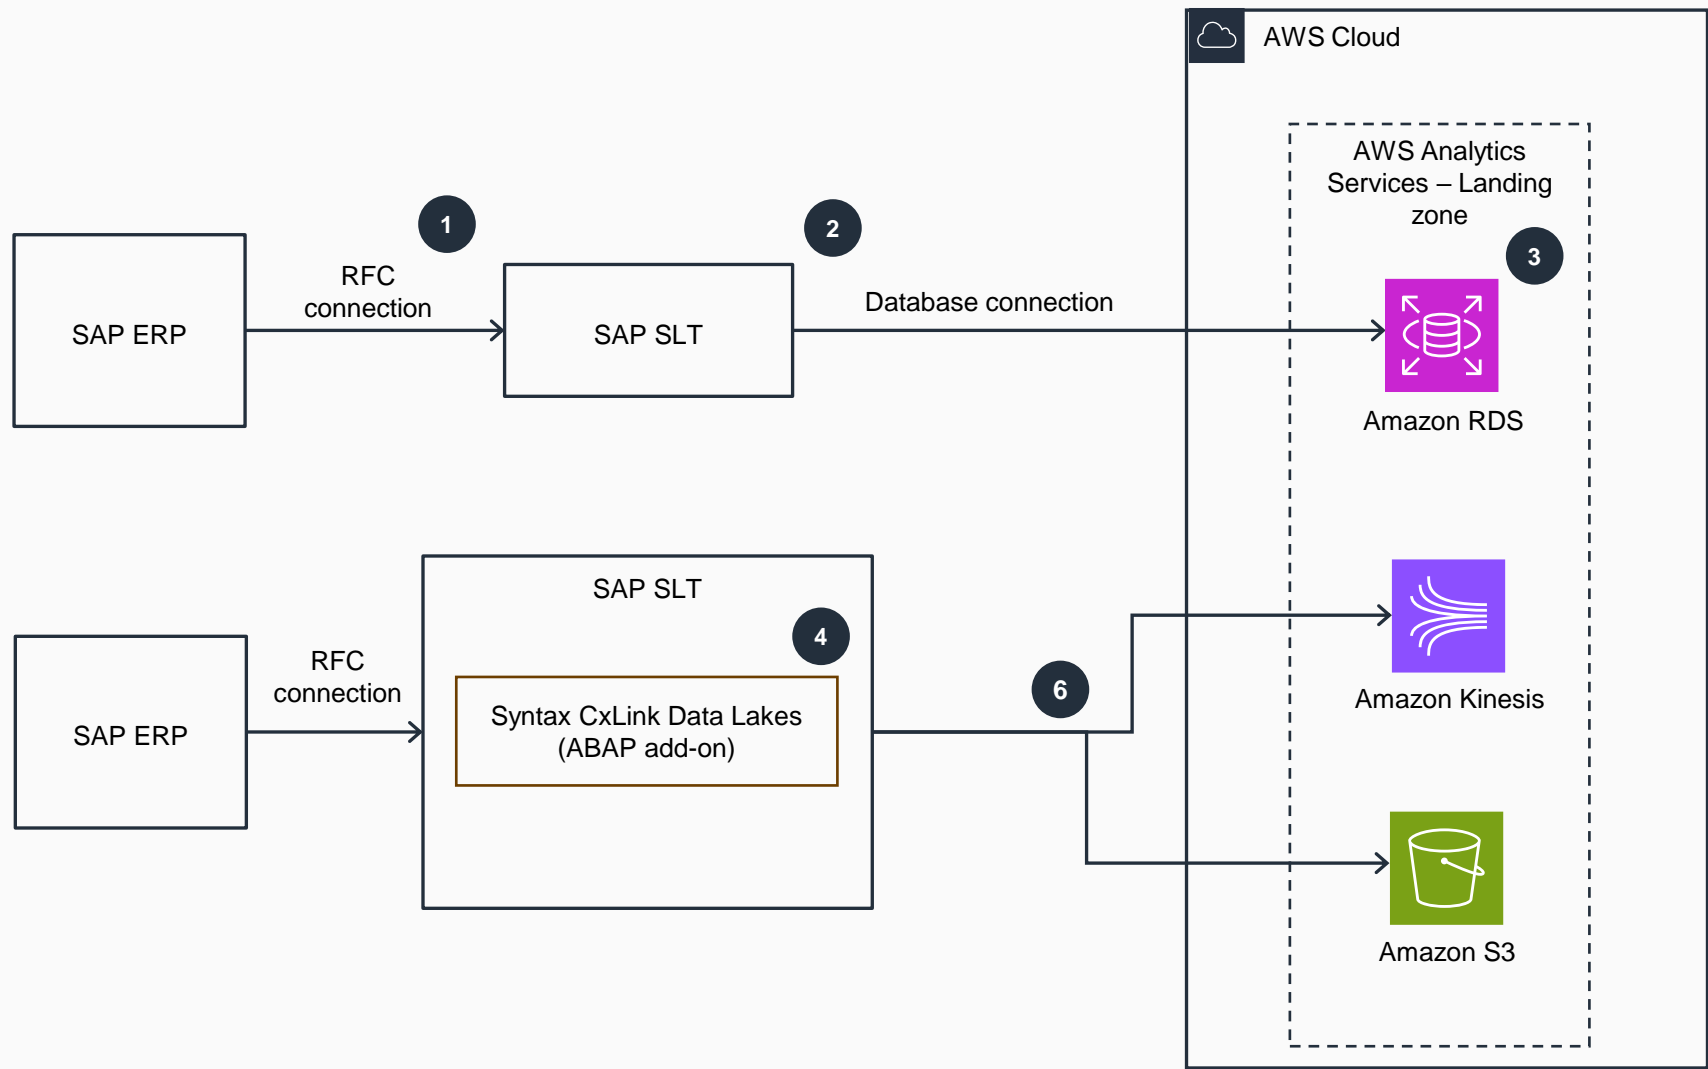 AWS Cloud
AWS Analytics
Services – Landing
zone
1
2
3
SAP ERP
RFC
connection
SAP SLT
Database connection
Amazon RDS
SAP SLT
4
SAP ERP
RFC
connection
Syntax CxLink Data Lakes
(ABAP add-on)
6
Amazon Kinesis
Amazon S3